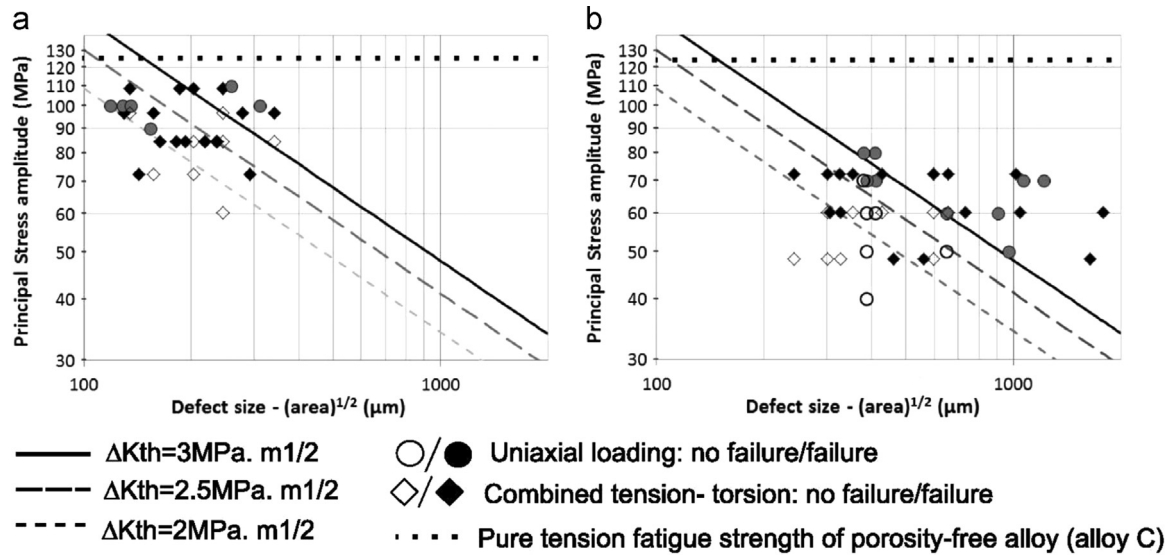 a
Principal Stress amplitude (MPa)
130
120
110
100
90
80
70
60
50
40
30
100
1000
Defect size - (area)1/2 (µm)
b
Principal Stress amplitude (MPa)
130
120
110
100
90
80
70
60
50
40
30
100
1000
Defect size - (area)1/2 (µm)
ΔKth=3MPa. m1/2
ΔKth=2.5MPa. m1/2
ΔKth=2MPa. m1/2
Uniaxial loading: no failure/failure
Combined tension- torsion: no failure/failure
Pure tension fatigue strength of porosity-free alloy (alloy C)